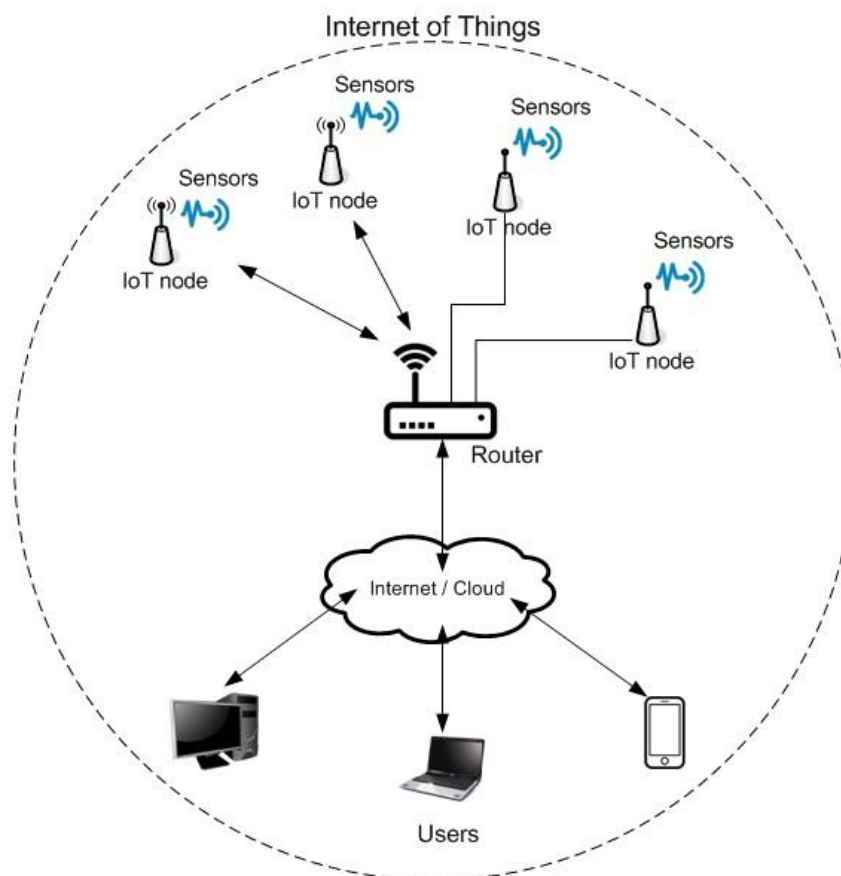 Internet of Things
Sensors
IoT node
Sensors
IoT node
Sensors
IoT node
Sensors
IoT node
Router
Internet / Cloud
Users